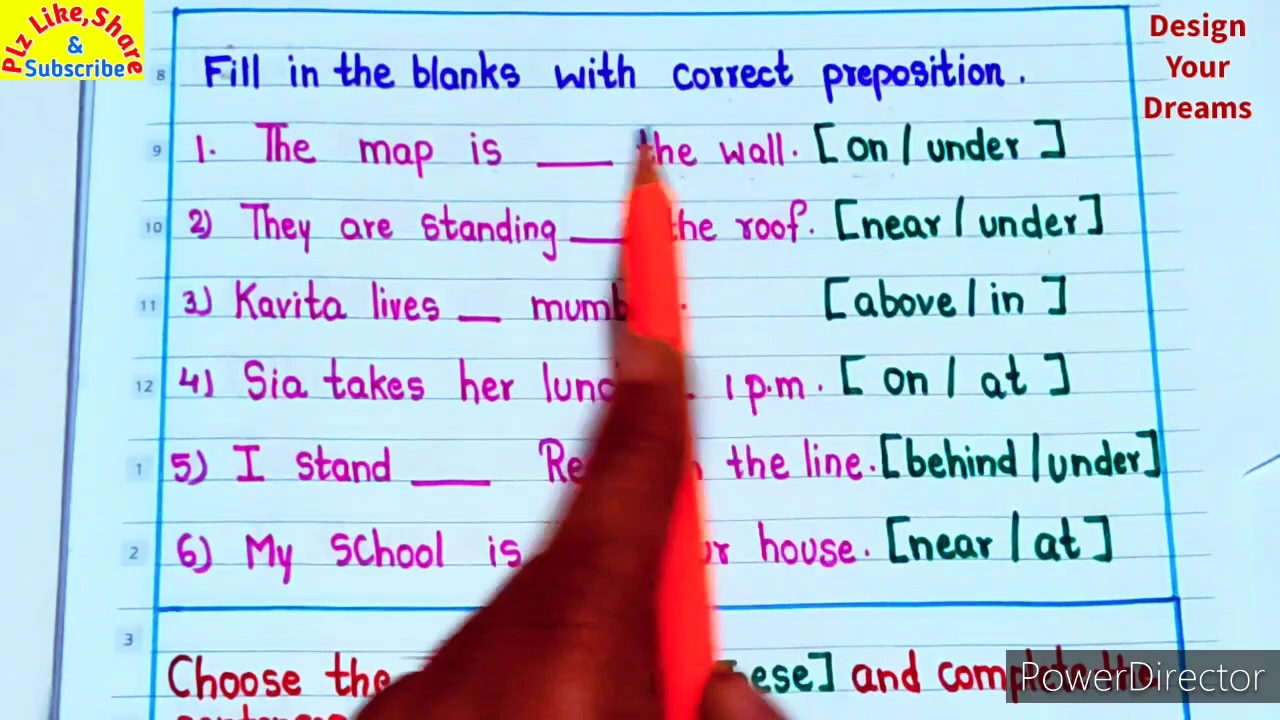 Plz Like, Share
&
Subscribe
Design
Your
Dreams
8 Fill in the blanks with correct preposition.
9 1. The map is ___ the wall. [on / under]
10 2) They are standing ___ the roof. [near / under]
11 3) Kavita lives __ [above / in]
12 4) Sia takes her 1 p.m. [on / at]
1 5) I stand ___ the line. [behind / under]
2 6) My school is house. [near / at]
3
Choose the and
PowerDirector